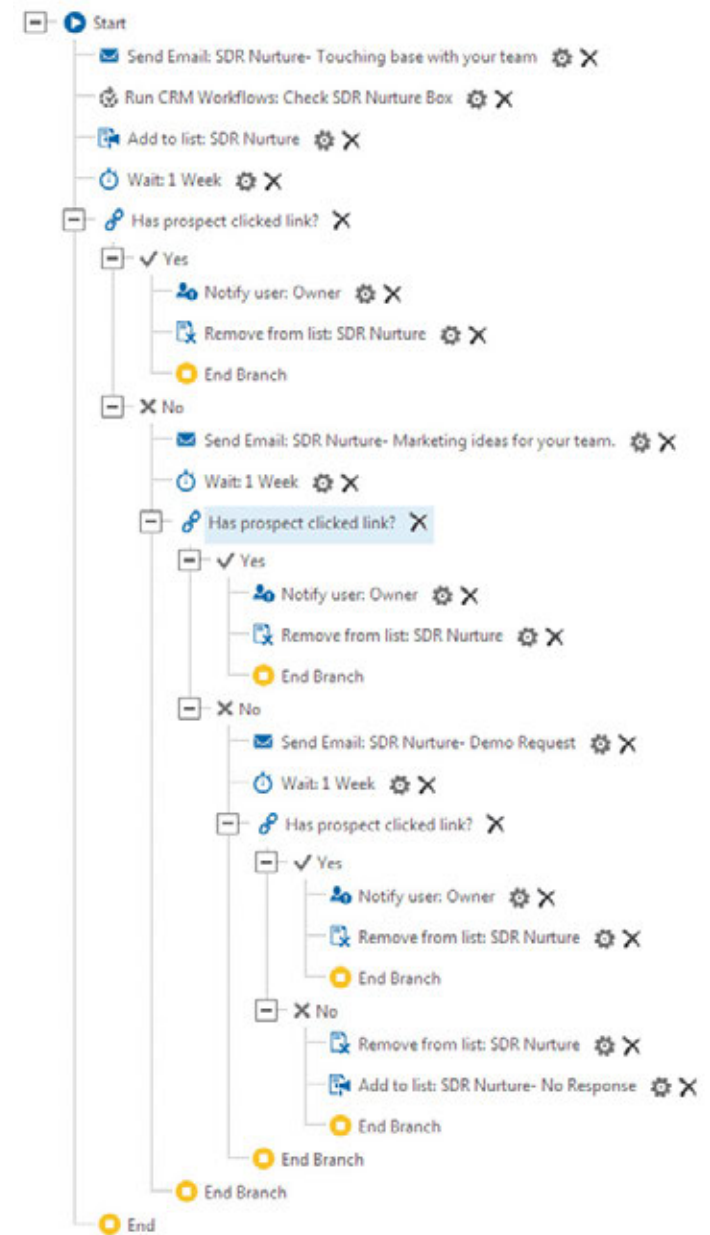 Start
Send Email: SDR Nurture- Touching base with your team
Run CRM Workflows: Check SDR Nurture Box
Add to list: SDR Nurture
Wait: 1 Week
Has prospect clicked link?
Yes
Notify user: Owner
Remove from list: SDR Nurture
End Branch
No
Send Email: SDR Nurture- Marketing ideas for your team.
Wait: 1 Week
Has prospect clicked link?
Yes
Notify user: Owner
Remove from list: SDR Nurture
End Branch
No
Send Email: SDR Nurture- Demo Request
Wait: 1 Week
Has prospect clicked link?
Yes
Notify user: Owner
Remove from list: SDR Nurture
End Branch
No
Remove from list: SDR Nurture
Add to list: SDR Nurture- No Response
End Branch
End Branch
End Branch
End